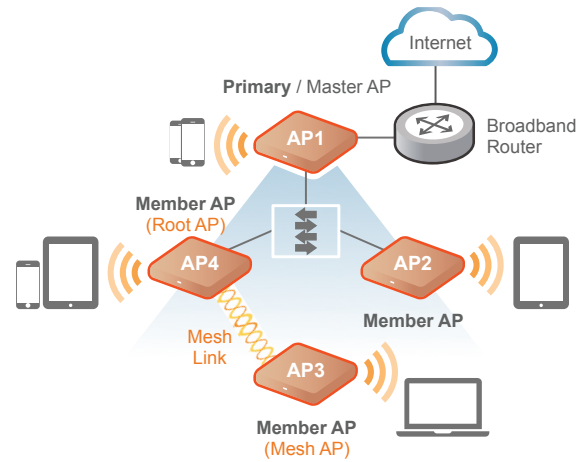 Internet
Primary / Master AP
AP1
Broadband
Router
Member AP
(Root AP)
AP4
AP2
Member AP
Mesh
Link
AP3
Member AP
(Mesh AP)